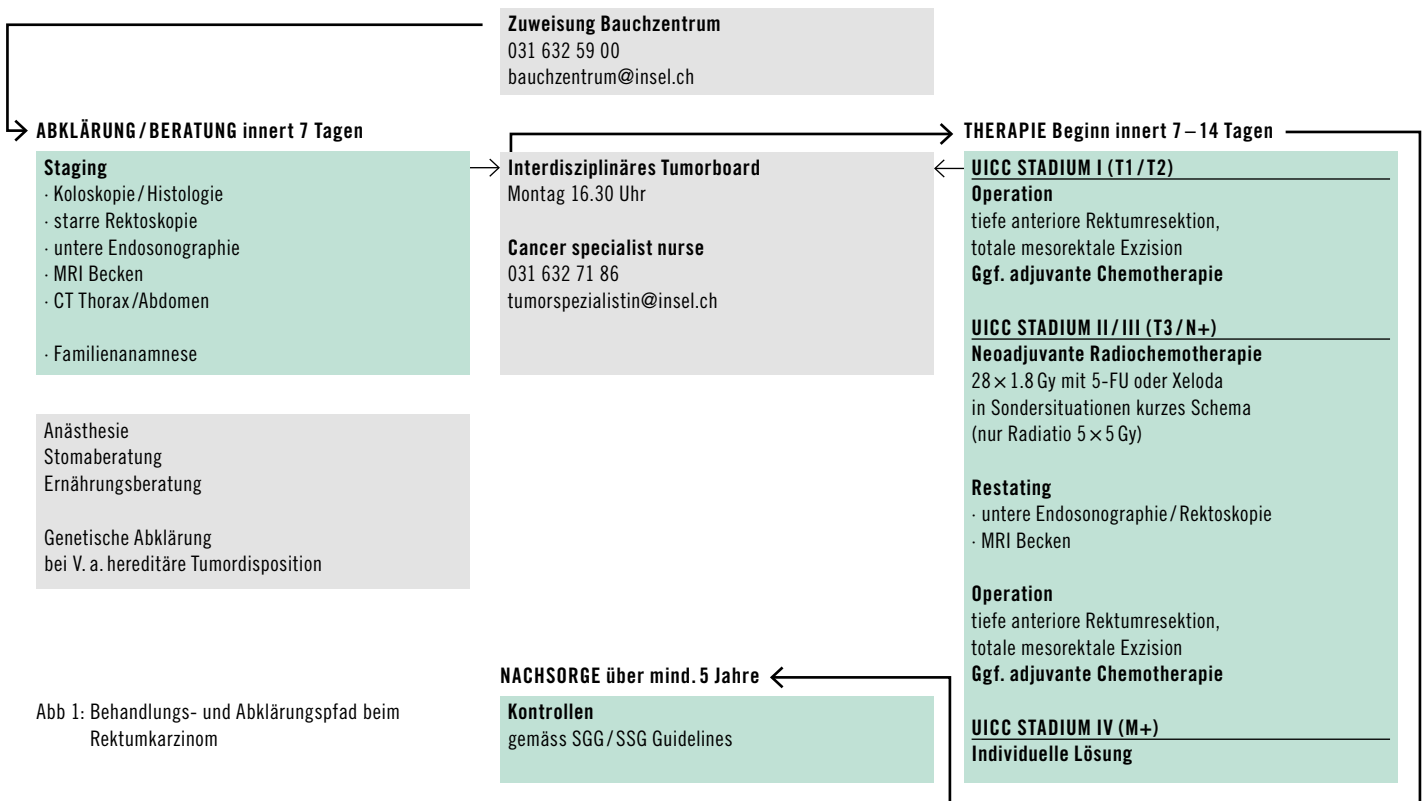 Zuweisung Bauchzentrum
031 632 59 00
bauchzentrum@insel.ch
ABKLÄRUNG / BERATUNG innert 7 Tagen
Staging
· Koloskopie / Histologie
· starre Rektoskopie
· untere Endosonographie
· MRI Becken
· CT Thorax / Abdomen
· Familienanamnese
Anästhesie
Stomaberatung
Ernährungsberatung
Genetische Abklärung
bei V. a. hereditäre Tumordisposition
Interdisziplinäres Tumorboard
Montag 16.30 Uhr
Cancer specialist nurse
031 632 71 86
tumorspezialistin@insel.ch
THERAPIE Beginn innert 7 – 14 Tagen
UICC STADIUM I (T1 / T2)
Operation
tiefe anteriore Rektumresektion,
totale mesorektale Exzision
Ggf. adjuvante Chemotherapie
UICC STADIUM II / III (T3 / N+)
Neoadjuvante Radiochemotherapie
28 × 1.8 Gy mit 5-FU oder Xeloda
in Sondersituationen kurzes Schema
(nur Radiatio 5 × 5 Gy)
Restating
· untere Endosonographie / Rektoskopie
· MRI Becken
Operation
tiefe anteriore Rektumresektion,
totale mesorektale Exzision
Ggf. adjuvante Chemotherapie
UICC STADIUM IV (M+)
Individuelle Lösung
NACHSORGE über mind. 5 Jahre
Kontrollen
gemäss SGG / SSG Guidelines
Abb 1: Behandlungs- und Abklärungspfad beim
Rektumkarzinom